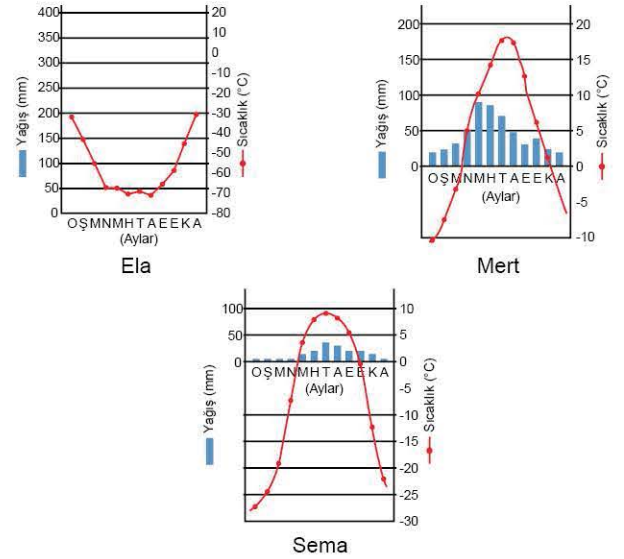 400
350
300
250
200
150
100
50
0
20
10
0
-10
-20
-30
-40
-50
-60
-70
-80
Yağış (mm)
Sıcaklık (°C)
O Ş M N M H T A E E K A
(Aylar)
Ela
200
150
100
50
0
20
15
10
5
0
-5
-10
Yağış (mm)
Sıcaklık (°C)
O Ş M N M H T A E E K A
(Aylar)
Mert
100
50
0
10
5
0
-5
-10
-15
-20
-25
-30
Yağış (mm)
Sıcaklık (°C)
O Ş M N M H T A E E K A
(Aylar)
Sema